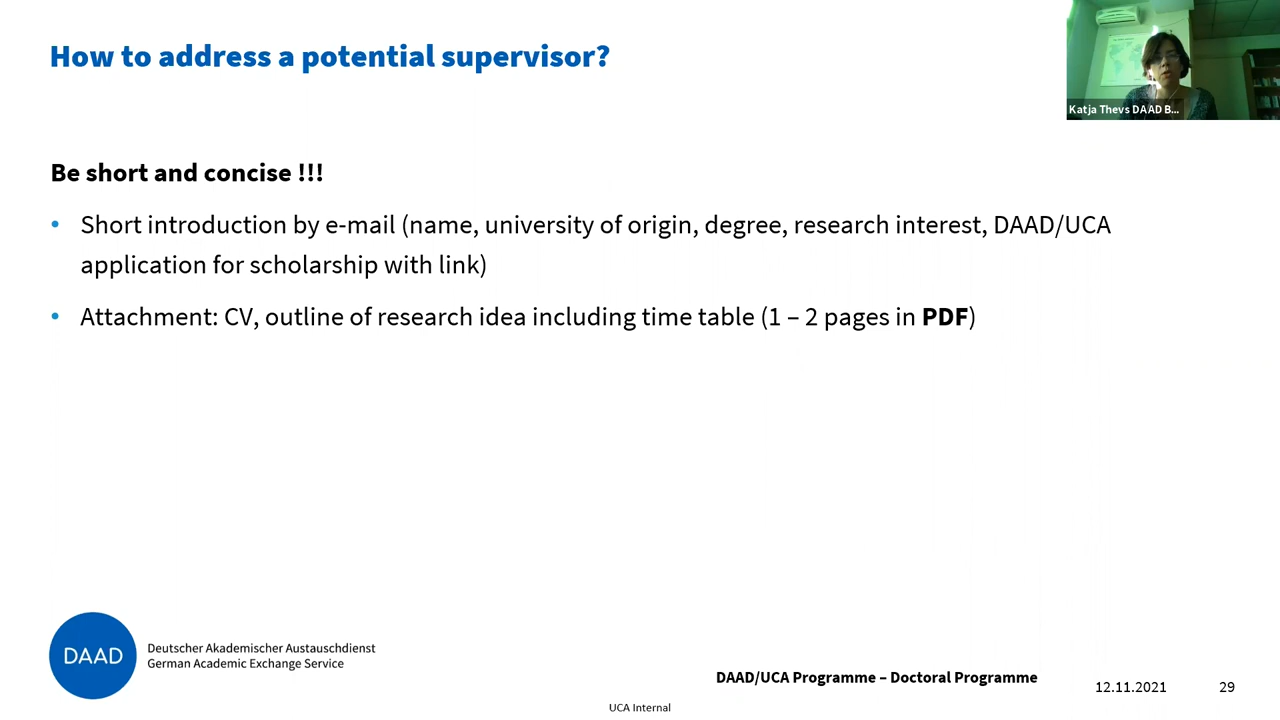 How to address a potential supervisor?
Katja Thevs DAAD B...
Be short and concise !!!
• Short introduction by e-mail (name, university of origin, degree, research interest, DAAD/UCA
application for scholarship with link)
• Attachment: CV, outline of research idea including time table (1 – 2 pages in PDF)
DAAD
Deutscher Akademischer Austauschdienst
German Academic Exchange Service
DAAD/UCA Programme – Doctoral Programme
12.11.2021
29
UCA Internal